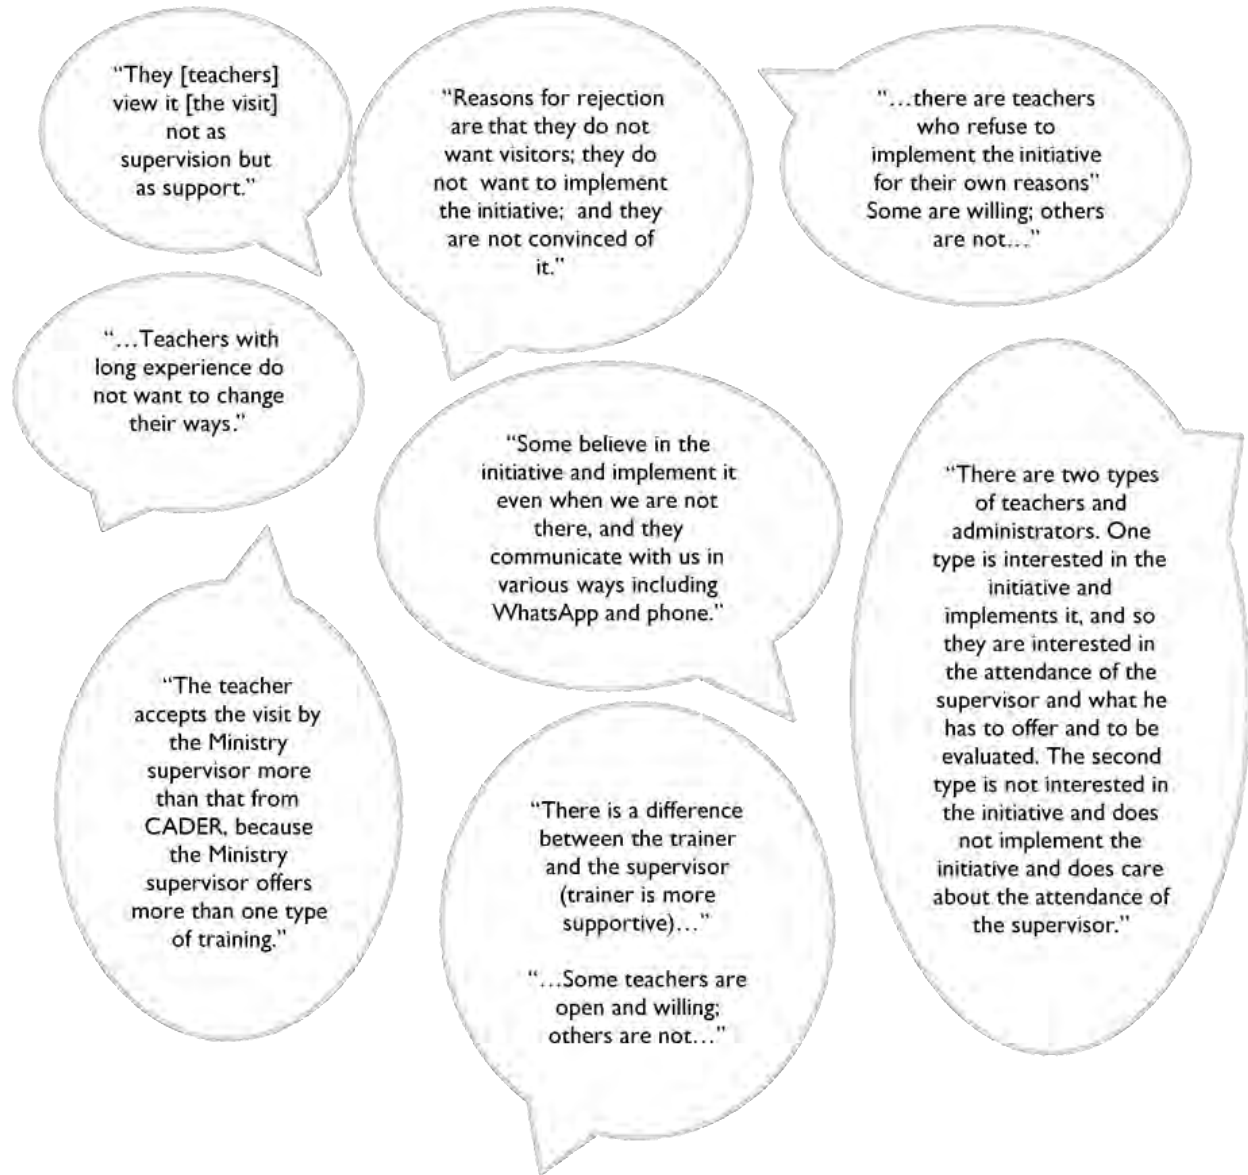 “They [teachers]
view it [the visit]
not as
supervision but
as support.”
“Reasons for rejection
are that they do not
want visitors; they do
not want to implement
the initiative; and they
are not convinced of
it.”
“…there are teachers
who refuse to
implement the initiative
for their own reasons”
Some are willing; others
are not…”
“…Teachers with
long experience do
not want to change
their ways.”
“Some believe in the
initiative and implement it
even when we are not
there, and they
communicate with us in
various ways including
WhatsApp and phone.”
“There are two types
of teachers and
administrators. One
type is interested in the
initiative and
implements it, and so
they are interested in
the attendance of the
supervisor and what he
has to offer and to be
evaluated. The second
type is not interested in
the initiative and does
not implement the
initiative and does care
about the attendance of
the supervisor.”
“The teacher
accepts the visit by
the Ministry
supervisor more
than that from
CADER, because
the Ministry
supervisor offers
more than one type
of training.”
“There is a difference
between the trainer
and the supervisor
(trainer is more
supportive)…”
“…Some teachers are
open and willing;
others are not…”